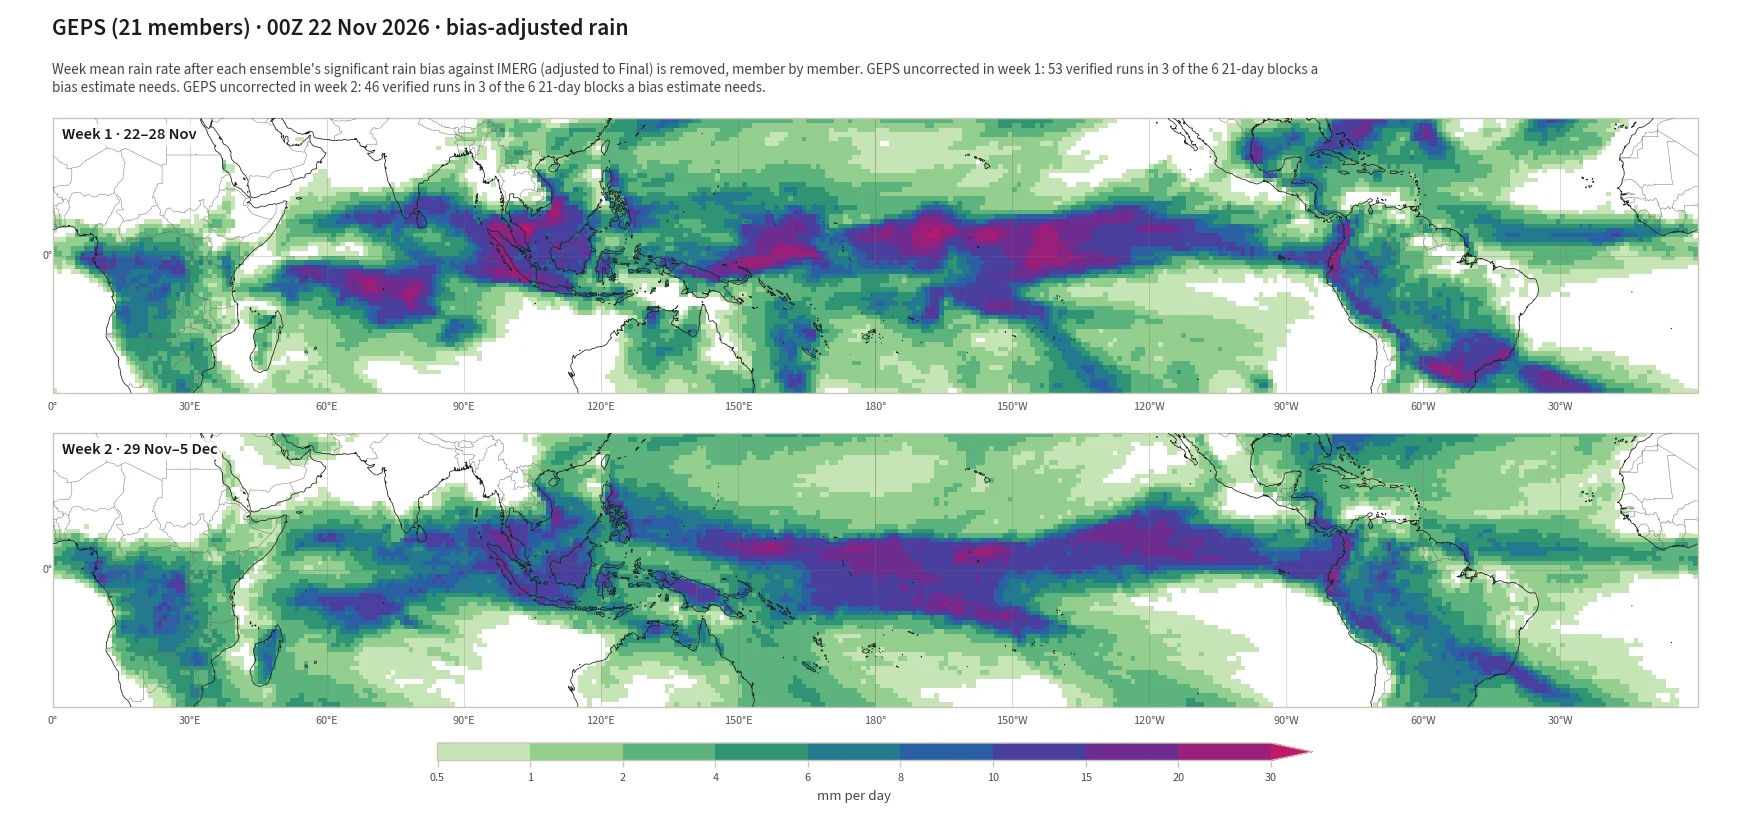 GEPS (21 members) · 00Z 22 Nov 2026 · bias-adjusted rain
Week mean rain rate after each ensemble's significant rain bias against IMERG (adjusted to Final) is removed, member by member. GEPS uncorrected in week 1: 53 verified runs in 3 of the 6 21-day blocks a
bias estimate needs. GEPS uncorrected in week 2: 46 verified runs in 3 of the 6 21-day blocks a bias estimate needs.
Week 1 · 22–28 Nov
0°
0° 30°E 60°E 90°E 120°E 150°E 180° 150°W 120°W 90°W 60°W 30°W
Week 2 · 29 Nov–5 Dec
0°
0° 30°E 60°E 90°E 120°E 150°E 180° 150°W 120°W 90°W 60°W 30°W
0.5 1 2 4 6 8 10 15 20 30
mm per day